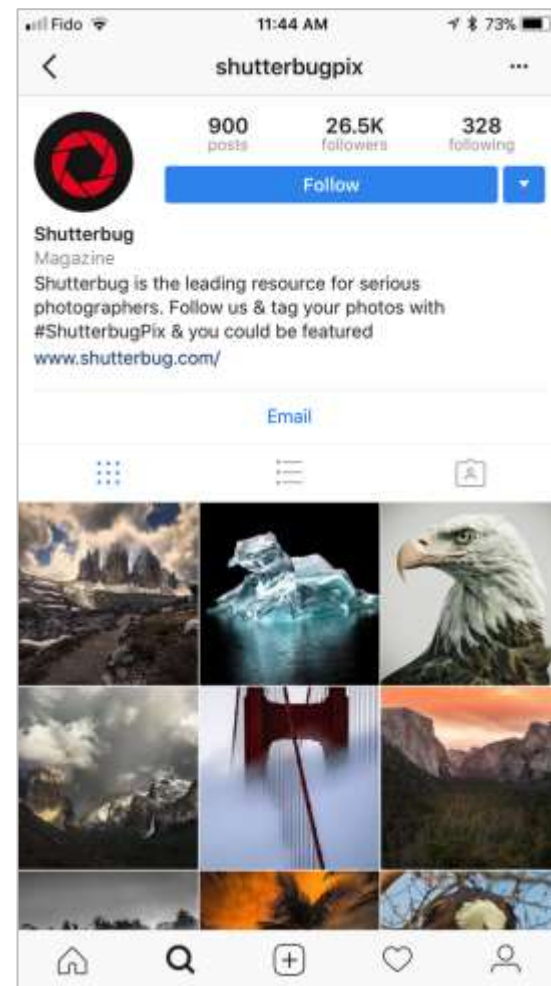 Fido 11:44 AM 73%
shutterbugpix
900 26.5K 328
posts followers following
Follow
Shutterbug
Magazine
Shutterbug is the leading resource for serious
photographers. Follow us & tag your photos with
#ShutterbugPix & you could be featured
www.shutterbug.com/
Email